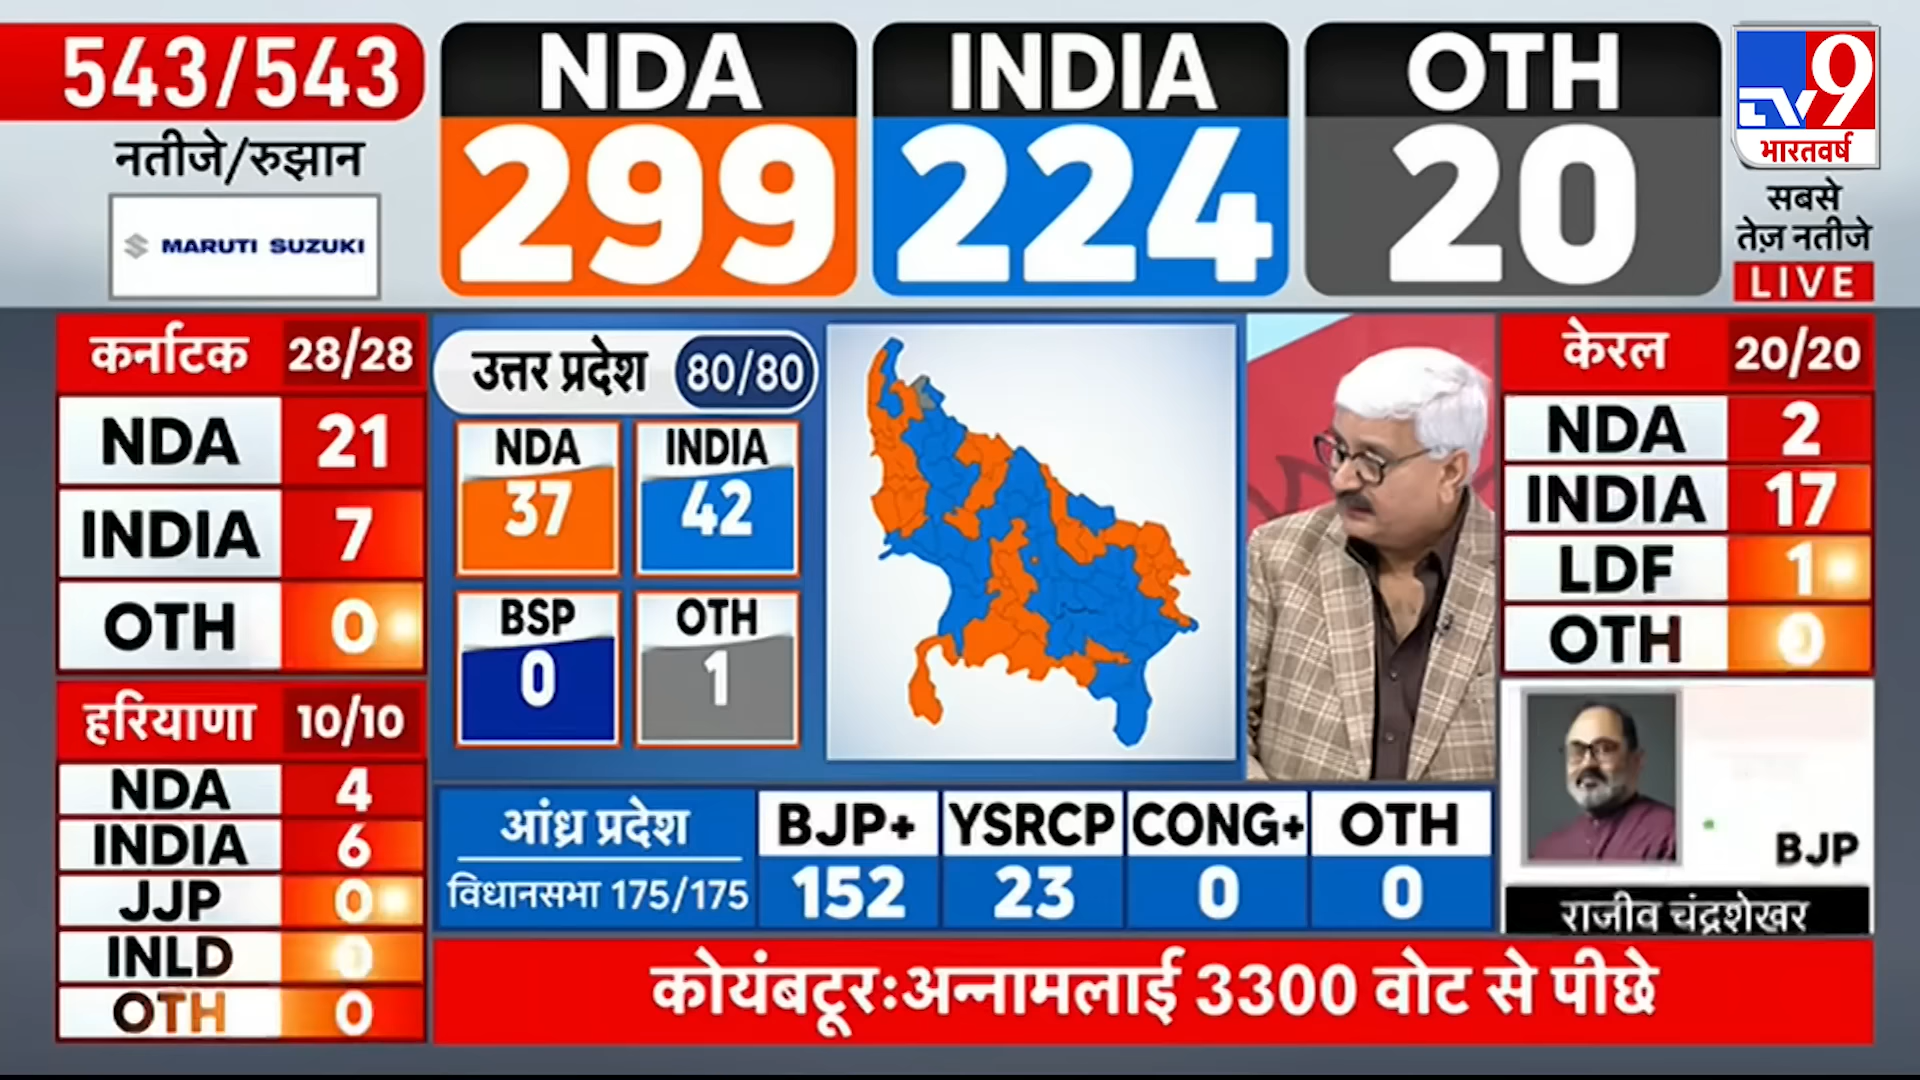 543/543
नतीजे/रुझान
MARUTI SUZUKI
NDA
299
INDIA
224
OTH
20
TV9
भारतवर्ष
सबसे
तेज़ नतीजे
LIVE
कर्नाटक 28/28
NDA 21
INDIA 7
OTH 0
हरियाणा 10/10
NDA 4
INDIA 6
JJP 0
INLD 0
OTH 0
उत्तर प्रदेश 80/80
NDA
37
INDIA
42
BSP
0
OTH
1
आंध्र प्रदेश
विधानसभा 175/175
BJP+
152
YSRCP
23
CONG+
0
OTH
0
केरल 20/20
NDA 2
INDIA 17
LDF 1
OTH 0
BJP
राजीव चंद्रशेखर
कोयंबटूरः अन्नामलाई 3300 वोट से पीछे